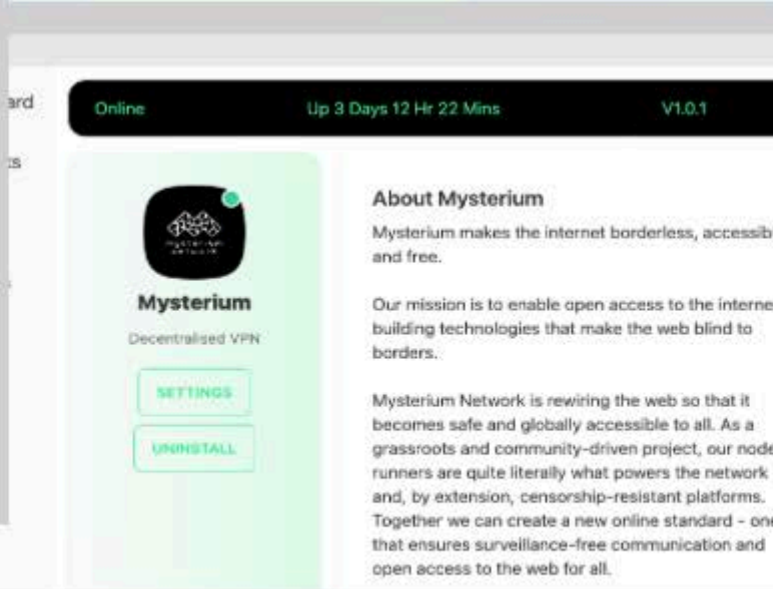 ard
Online
Up 3 Days 12 Hr 22 Mins
V1.0.1
ts
mysterium
network
Mysterium
Decentralised VPN
SETTINGS
UNINSTALL
About Mysterium
Mysterium makes the internet borderless, accessib
and free.
Our mission is to enable open access to the interne
building technologies that make the web blind to
borders.
Mysterium Network is rewiring the web so that it
becomes safe and globally accessible to all. As a
grassroots and community-driven project, our node
runners are quite literally what powers the network
and, by extension, censorship-resistant platforms.
Together we can create a new online standard - one
that ensures surveillance-free communication and
open access to the web for all.